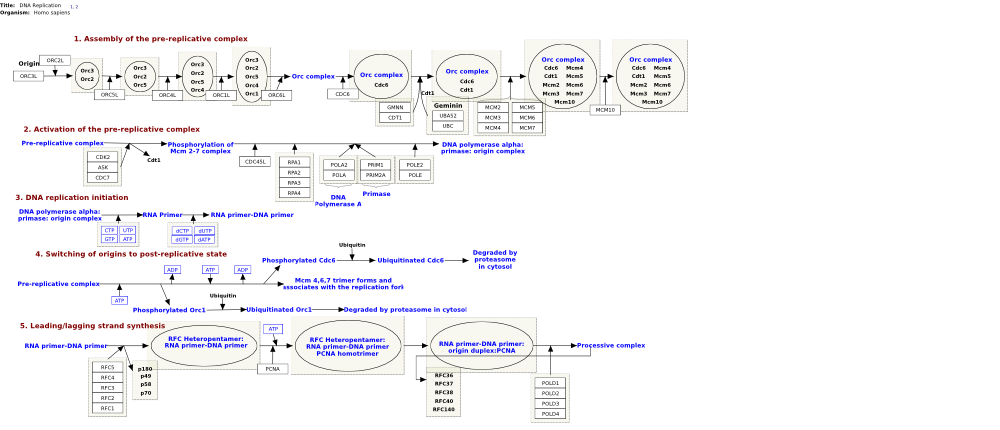 Title: DNA Replication 1, 2
Organism: Homo sapiens
1. Assembly of the pre-replicative complex
Origin
ORC2L
ORC3L
Orc3
Orc2
ORC5L
Orc3
Orc2
Orc5
ORC4L
Orc3
Orc2
Orc5
Orc4
ORC1L
Orc3
Orc2
Orc5
Orc4
Orc1
ORC6L
Orc complex
CDC6
Orc complex
Cdc6
GMNN
CDT1
Cdt1
Geminin
UBA52
UBC
Orc complex
Cdc6
Cdt1
MCM2 MCM5
MCM3 MCM6
MCM4 MCM7
Orc complex
Cdc6 Mcm4
Cdt1 Mcm5
Mcm2 Mcm6
Mcm3 Mcm7
Mcm10
MCM10
Orc complex
Cdc6 Mcm4
Cdt1 Mcm5
Mcm2 Mcm6
Mcm3 Mcm7
Mcm10
2. Activation of the pre-replicative complex
Pre-replicative complex
CDK2
ASK
CDC7
Cdt1
Phosphorylation of
Mcm 2-7 complex
CDC45L
RPA1
RPA2
RPA3
RPA4
POLA2
POLA
DNA
Polymerase A
PRIM1
PRIM2A
Primase
POLE2
POLE
DNA polymerase alpha:
primase: origin complex
3. DNA replication initiation
DNA polymerase alpha:
primase: origin complex
CTP UTP
GTP ATP
RNA Primer
dCTP dUTP
dGTP dATP
RNA primer-DNA primer
4. Switching of origins to post-replicative state
Ubiquitin
Phosphorylated Cdc6
Ubiquitinated Cdc6
Degraded by
proteasome
in cytosol
ADP
ATP
ADP
Pre-replicative complex
ATP
Mcm 4,6,7 trimer forms and
associates with the replication fork
Ubiquitin
Phosphorylated Orc1
Ubiquitinated Orc1
Degraded by proteasome in cytosol
5. Leading/lagging strand synthesis
RNA primer-DNA primer
RFC5
RFC4
RFC3
RFC2
RFC1
p180
p49
p58
p70
RFC Heteropentamer:
RNA primer-DNA primer
ATP
PCNA
RFC Heteropentamer:
RNA primer-DNA primer
PCNA homotrimer
RNA primer-DNA primer:
origin duplex:PCNA
RFC36
RFC37
RFC38
RFC40
RFC140
POLD1
POLD2
POLD3
POLD4
Processive complex